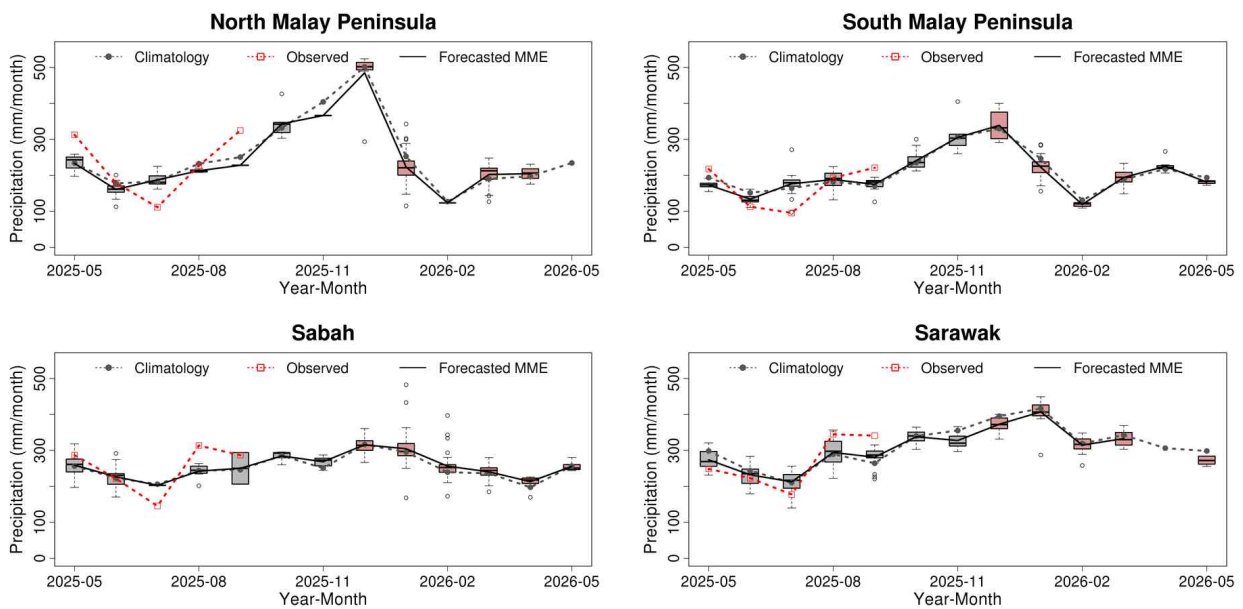 North Malay Peninsula
Climatology Observed Forecasted MME
Precipitation (mm/month)
500
300
100
0
2025-05 2025-08 2025-11 2026-02 2026-05
Year-Month
South Malay Peninsula
Climatology Observed Forecasted MME
Precipitation (mm/month)
500
300
100
0
2025-05 2025-08 2025-11 2026-02 2026-05
Year-Month
Sabah
Climatology Observed Forecasted MME
Precipitation (mm/month)
500
300
100
0
2025-05 2025-08 2025-11 2026-02 2026-05
Year-Month
Sarawak
Climatology Observed Forecasted MME
Precipitation (mm/month)
500
300
100
0
2025-05 2025-08 2025-11 2026-02 2026-05
Year-Month